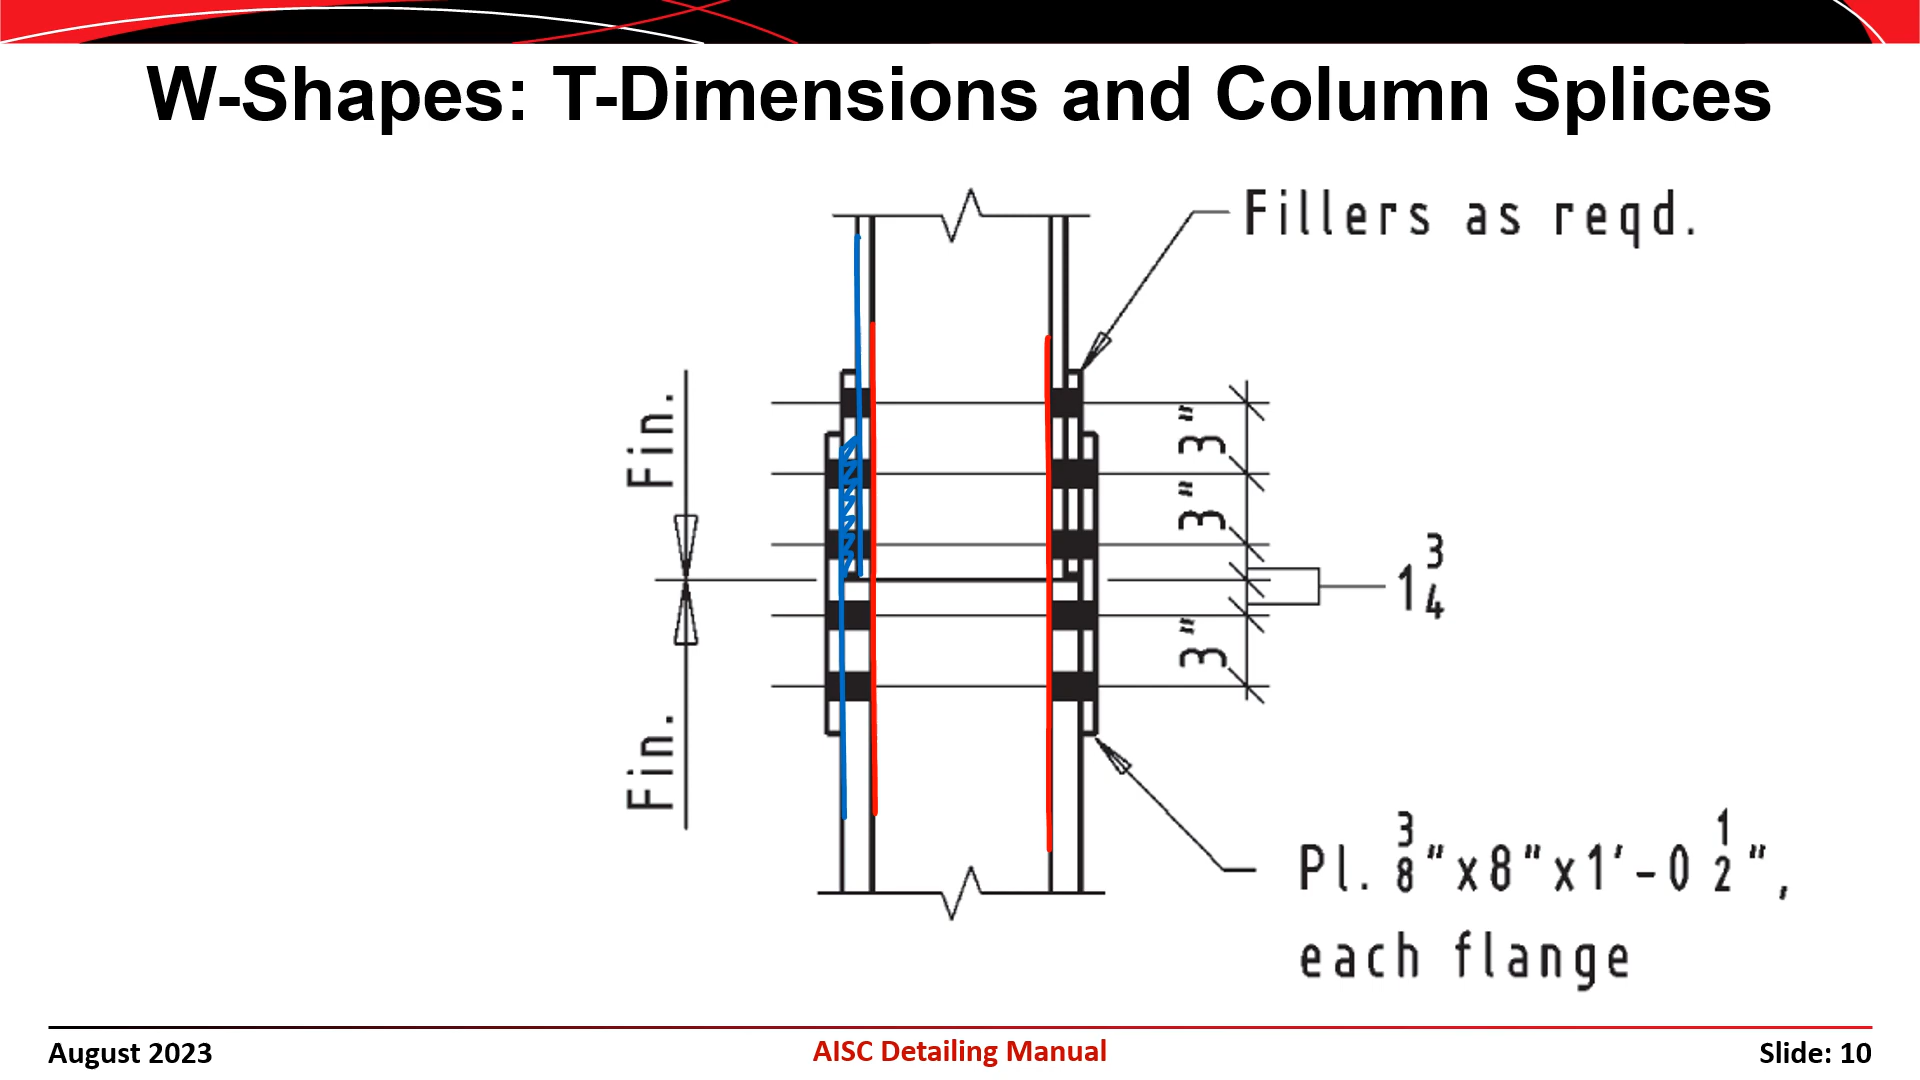 W-Shapes: T-Dimensions and Column Splices
Fillers as reqd.
Fin.
3"
3"
1 3/4
3"
Fin.
Pl. 3/8"x8"x1'-0 1/2",
each flange
August 2023
AISC Detailing Manual
Slide: 10